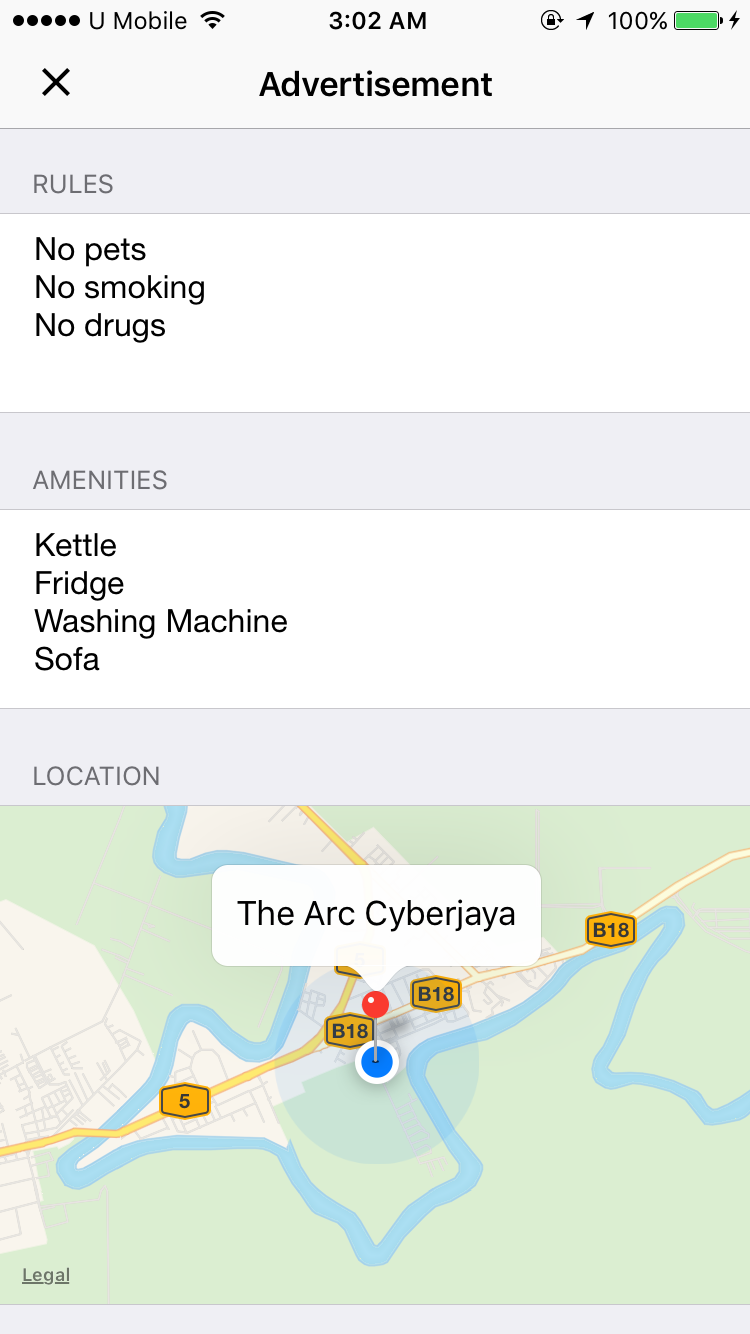 U Mobile 3:02 AM 100%
Advertisement
RULES
No pets
No smoking
No drugs
AMENITIES
Kettle
Fridge
Washing Machine
Sofa
LOCATION
The Arc Cyberjaya
B18
5
B18
B18
5
Legal